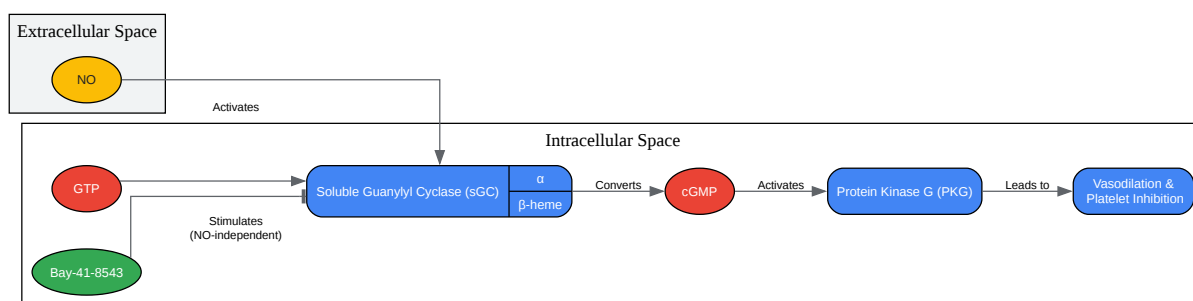 Extracellular Space
NO
Activates
Intracellular Space
GTP
Soluble Guanylyl Cyclase (sGC)
α
β-heme
Converts
cGMP
Activates
Protein Kinase G (PKG)
Leads to
Vasodilation &
Platelet Inhibition
Stimulates
(NO-independent)
Bay-41-8543